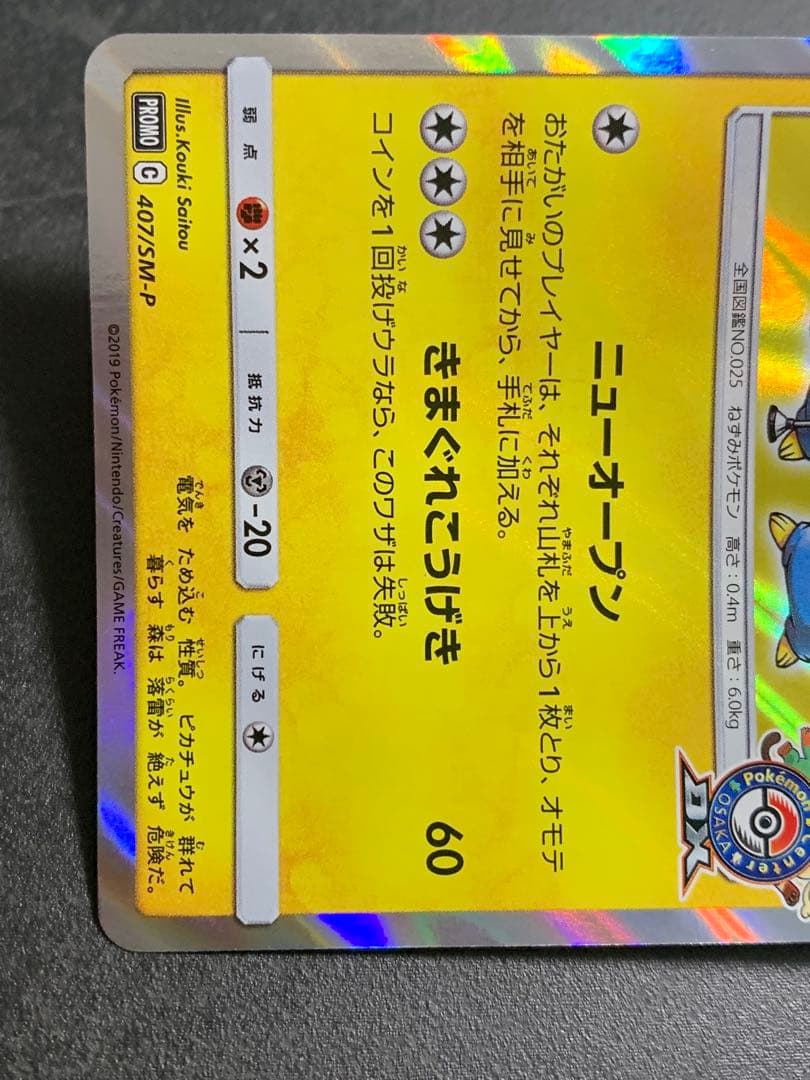 全国図鑑NO.025 ねずみポケモン 高さ:0.4m 重さ:6.0kg
Pokémon Center
OSAKA
DX
ニューオープン
おたがいのプレイヤーは、それぞれ山札を上から1枚とり、オモテ
を相手に見せてから、手札に加える。
きまぐれこうげき 60
コインを1回投げウラなら、このワザは失敗。
弱点 ×2 抵抗力 -20 にげる
Illus.Kouki Saitou
PROMO C 407/SM-P
電気を ため込む 性質。 ピカチュウが 群れて
暮らす 森は 落雷が 絶えず 危険だ。
©2019 Pokémon/Nintendo/Creatures/GAME FREAK.